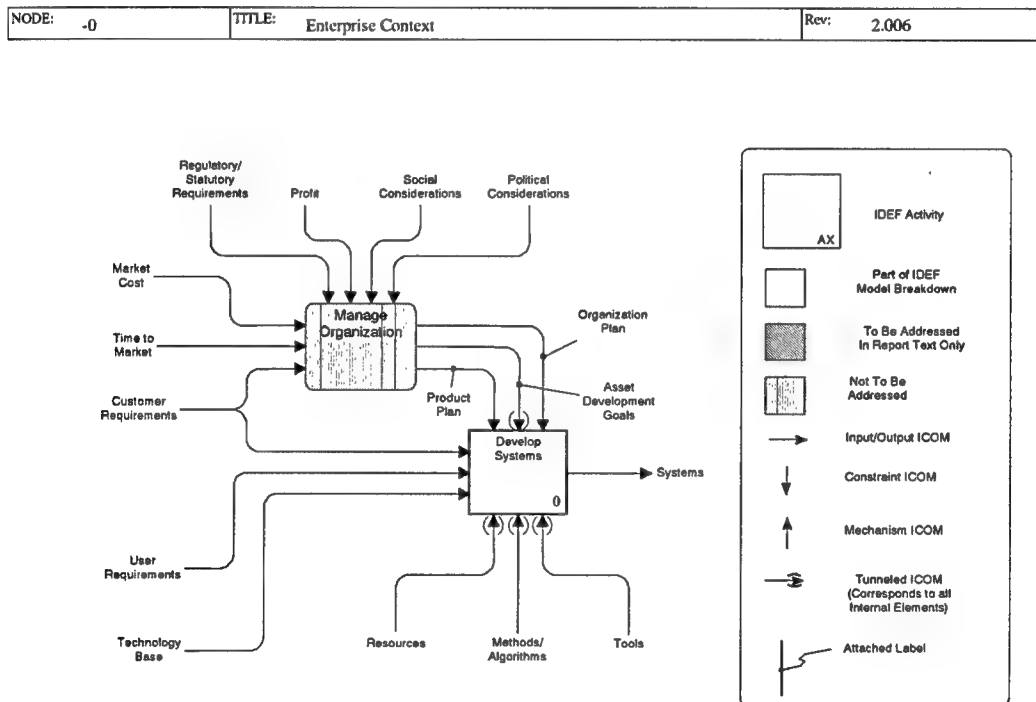 NODE: -0 TITLE: Enterprise Context Rev: 2.006
Regulatory/
Statutory
Requirements
Profit
Social
Considerations
Political
Considerations
Market
Cost
Time to
Market
Customer
Requirements
Manage
Organization
Organization
Plan
Product
Plan
Asset
Development
Goals
Develop
Systems
0
Systems
User
Requirements
Technology
Base
Resources
Methods/
Algorithms
Tools
IDEF Activity
AX
Part of IDEF
Model Breakdown
To Be Addressed
In Report Text Only
Not To Be
Addressed
Input/Output ICOM
Constraint ICOM
Mechanism ICOM
Tunneled ICOM
(Corresponds to all
Internal Elements)
Attached Label